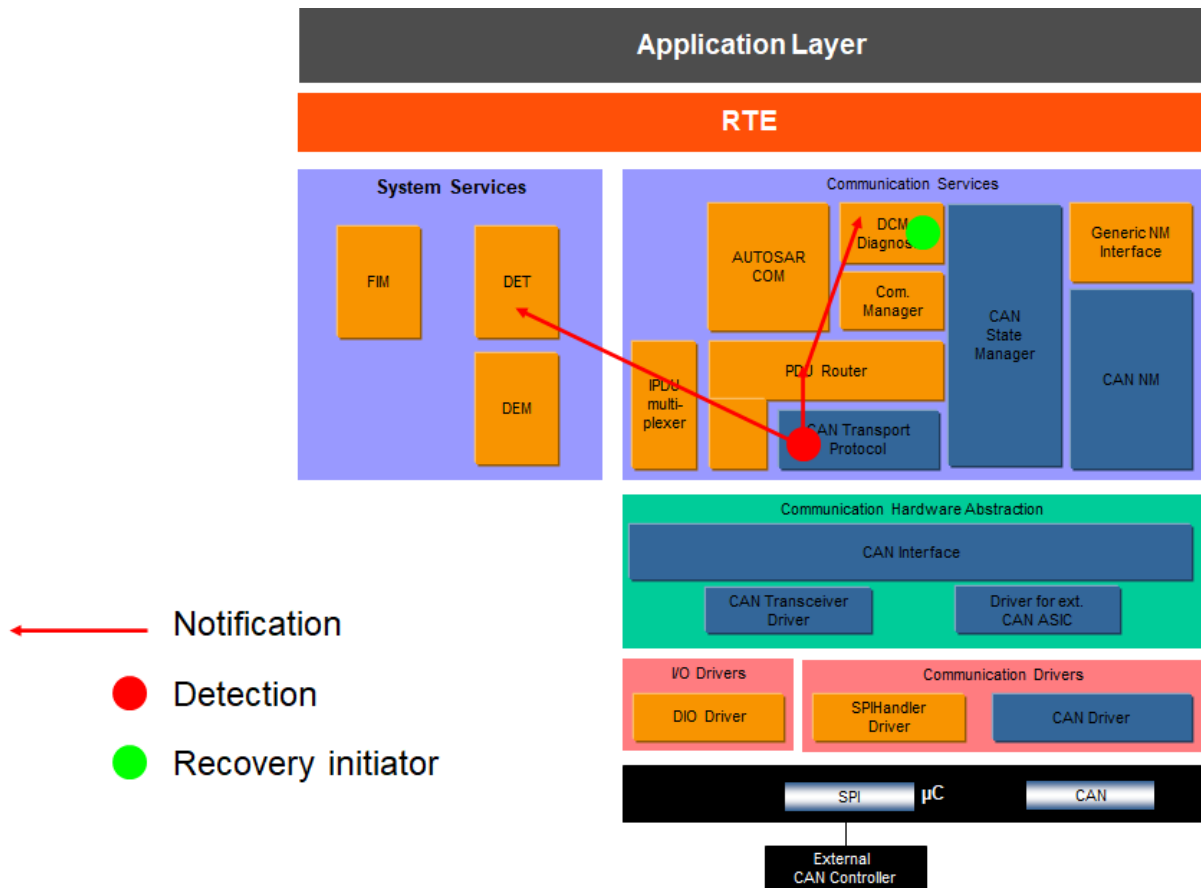 Application Layer
RTE
System Services
FIM
DET
DEM
Communication Services
AUTOSAR
COM
DCM
Com.
Manager
CAN
State
Manager
Generic NM
Interface
CAN NM
IPDU
multi-
plexer
PDU Router
CAN Transport
Protocol
Communication Hardware Abstraction
CAN Interface
CAN Transceiver
Driver
Driver for ext.
CAN ASIC
I/O Drivers
DIO Driver
Communication Drivers
SPIHandler
Driver
CAN Driver
SPI
µC
CAN
External
CAN Controller
Notification
Detection
Recovery initiator